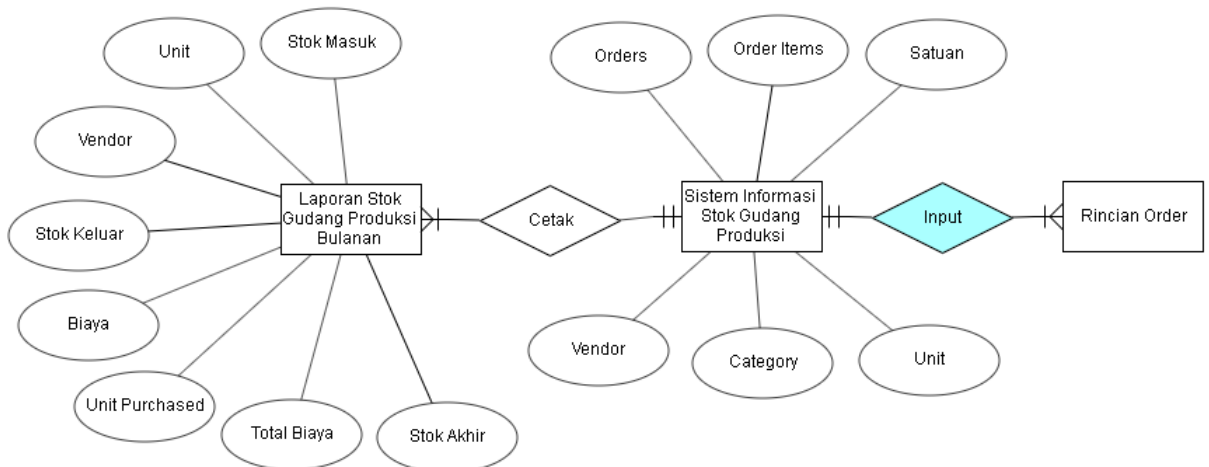 Unit
Stok Masuk
Vendor
Stok Keluar
Biaya
Unit Purchased
Total Biaya
Stok Akhir
Laporan Stok
Gudang Produksi
Bulanan
Cetak
Orders
Order Items
Satuan
Sistem Informasi
Stok Gudang
Produksi
Vendor
Category
Unit
Input
Rincian Order